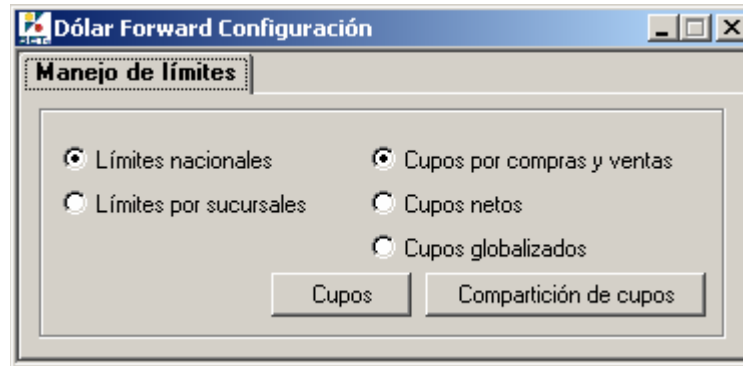 Dólar Forward Configuración
Manejo de límites
Límites nacionales
Cupos por compras y ventas
Límites por sucursales
Cupos netos
Cupos globalizados
Cupos
Compartición de cupos